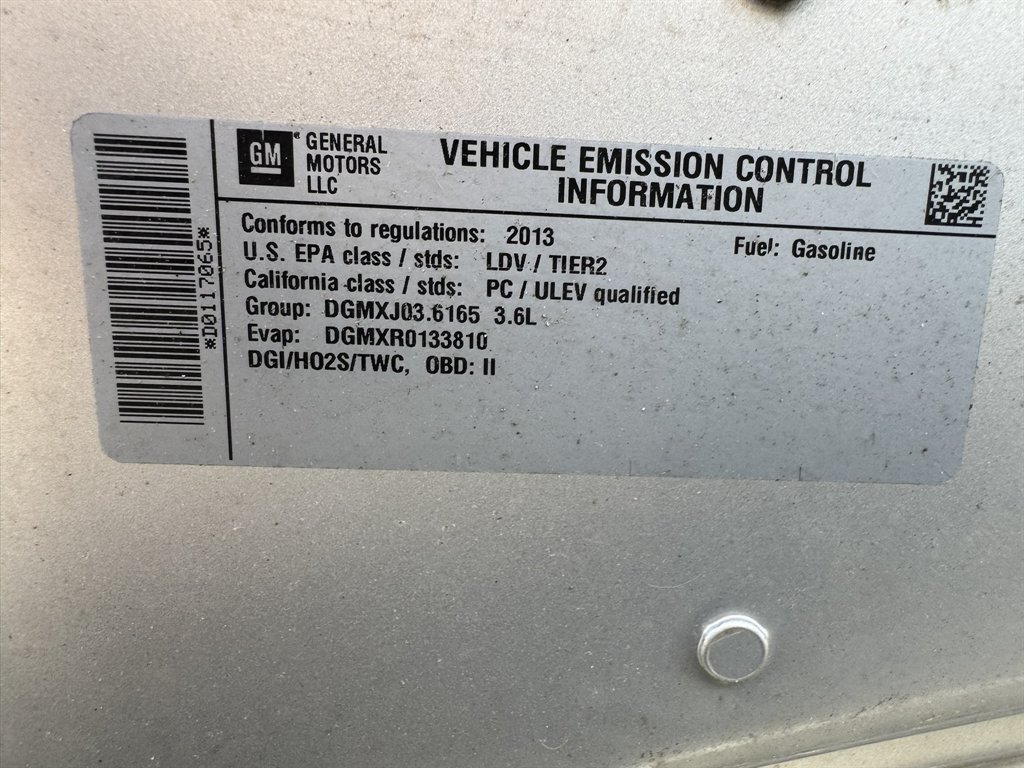 *D0117065*
GM
GENERAL
MOTORS
LLC
VEHICLE EMISSION CONTROL
INFORMATION
Conforms to regulations: 2013
Fuel: Gasoline
U.S. EPA class / stds: LDV / TIER2
California class / stds: PC / ULEV qualified
Group: DGMXJ03.6165 3.6L
Evap: DGMXR0133810
DGI/HO2S/TWC, OBD: II